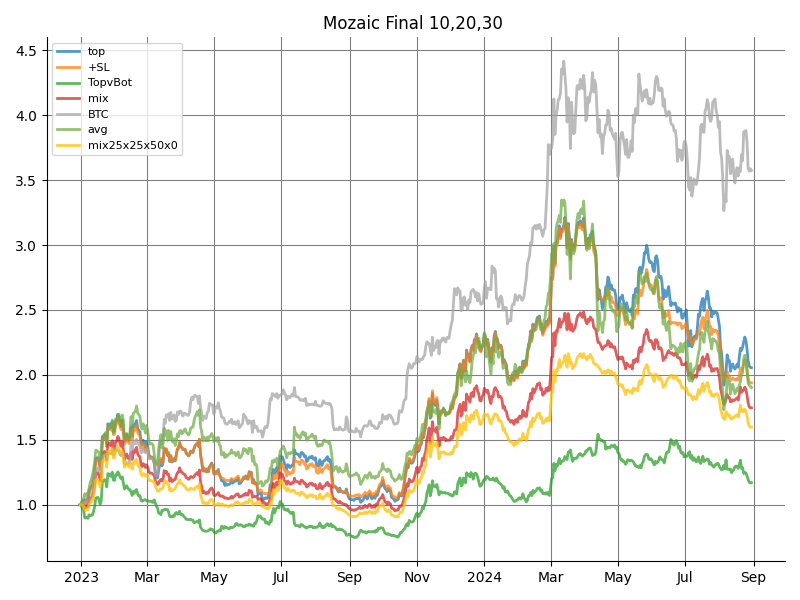 Mozaic Final 10,20,30
top
+SL
TopvBot
mix
BTC
avg
mix25x25x50x0
4.5
4.0
3.5
3.0
2.5
2.0
1.5
1.0
2023 Mar May Jul Sep Nov 2024 Mar May Jul Sep